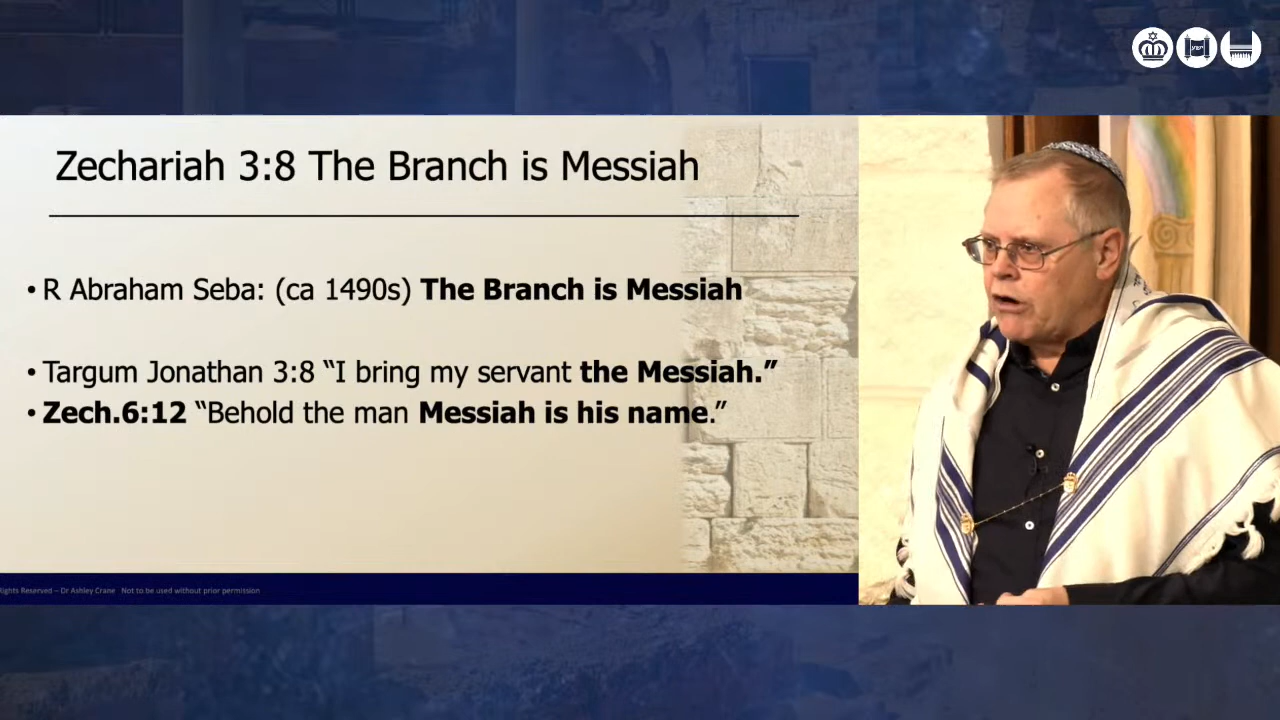 Zechariah 3:8 The Branch is Messiah
• R Abraham Seba: (ca 1490s) The Branch is Messiah
• Targum Jonathan 3:8 “I bring my servant the Messiah.”
• Zech.6:12 “Behold the man Messiah is his name.”
Rights Reserved – Dr Ashley Crane Not to be used without prior permission